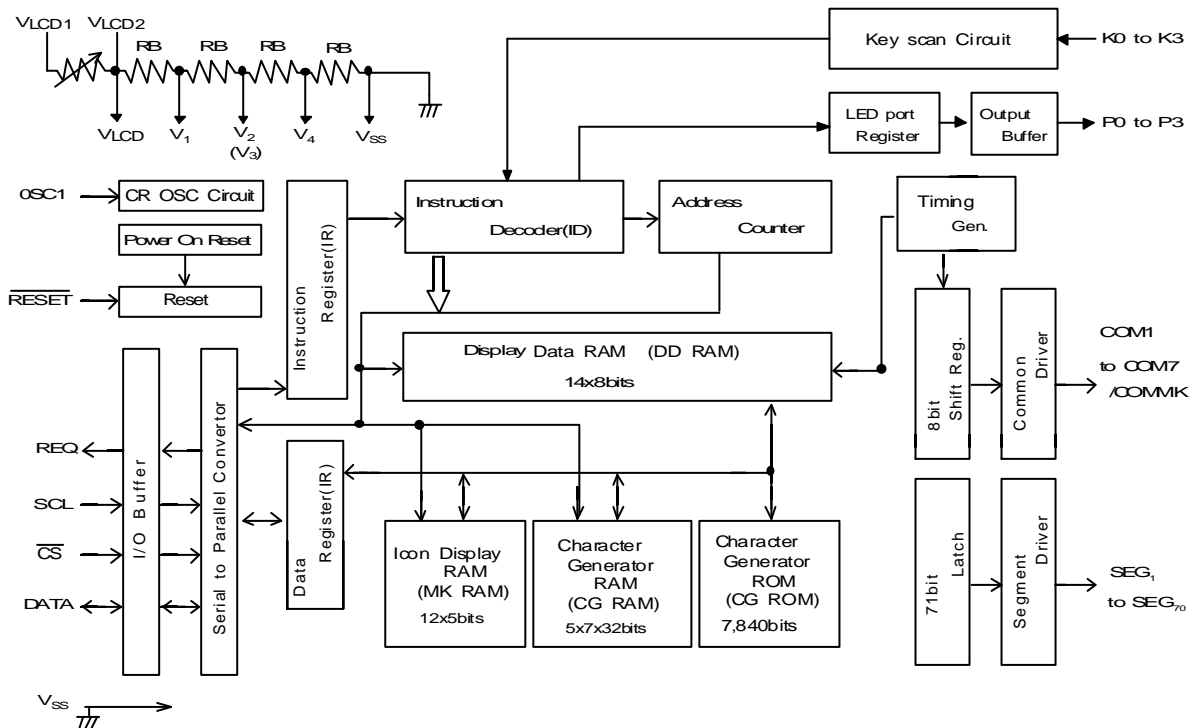 VLCD1 VLCD2
RB RB RB RB
VLCD V1 V2 V4 VSS
(V3)
Key scan Circuit
K0 to K3
LED port
Register
Output
Buffer
P0 to P3
OSC1
CR OSC Circuit
Power On Reset
RESET
Reset
Instruction
Register(IR)
Instruction
Decoder(ID)
Address
Counter
Timing
Gen.
Display Data RAM (DD RAM)
14x8bits
8bit
Shift Reg.
Common
Driver
COM1
to COM7
/COMMK
REQ
SCL
CS
DATA
I/O Buffer
Serial to Parallel Convertor
Data
Register(IR)
Icon Display
RAM
(MK RAM)
12x5bits
Character
Generator
RAM
(CG RAM)
5x7x32bits
Character
Generator
ROM
(CG ROM)
7,840bits
71bit
Latch
Segment
Driver
SEG1
to SEG70
VSS